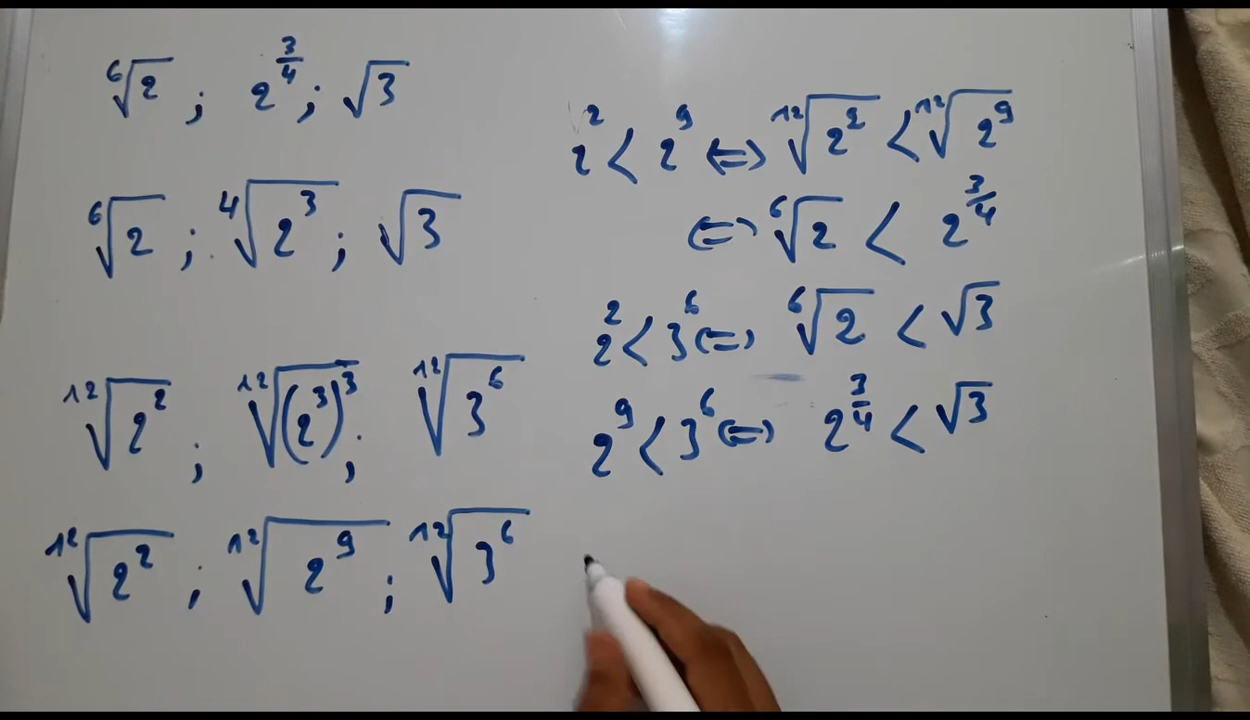 ⁶√2 ; 2^(3/4) ; √3
⁶√2 ; ⁴√(2³) ; √3
¹²√(2²) ; ¹²√((2³)³) ; ¹²√(3⁶)
¹²√(2²) ; ¹²√(2⁹) ; ¹²√(3⁶)
2² < 2⁹ ⇔ ¹²√(2²) < ¹²√(2⁹)
⇔ ⁶√2 < 2^(3/4)
2² < 3⁶ ⇔ ⁶√2 < √3
2⁹ < 3⁶ ⇔ 2^(3/4) < √3